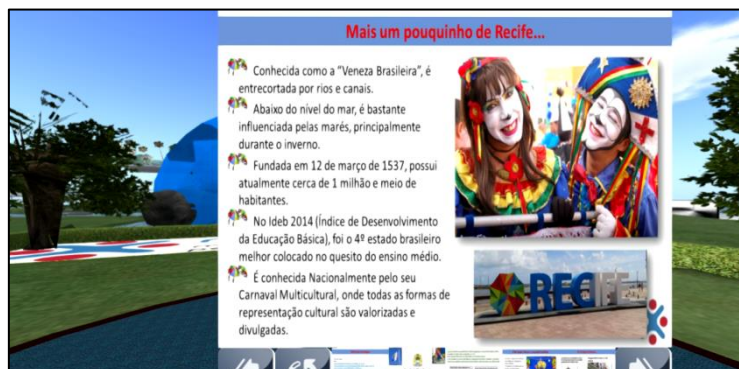 Mais um pouquinho de Recife...
Conhecida como a “Veneza Brasileira”, é
entrecortada por rios e canais.
Abaixo do nível do mar, é bastante
influenciada pelas marés, principalmente
durante o inverno.
Fundada em 12 de março de 1537, possui
atualmente cerca de 1 milhão e meio de
habitantes.
No Ideb 2014 (Índice de Desenvolvimento
da Educação Básica), foi o 4º estado brasileiro
melhor colocado no quesito do ensino médio.
É conhecida Nacionalmente pelo seu
Carnaval Multicultural, onde todas as formas de
representação cultural são valorizadas e
divulgadas.
RECIFE